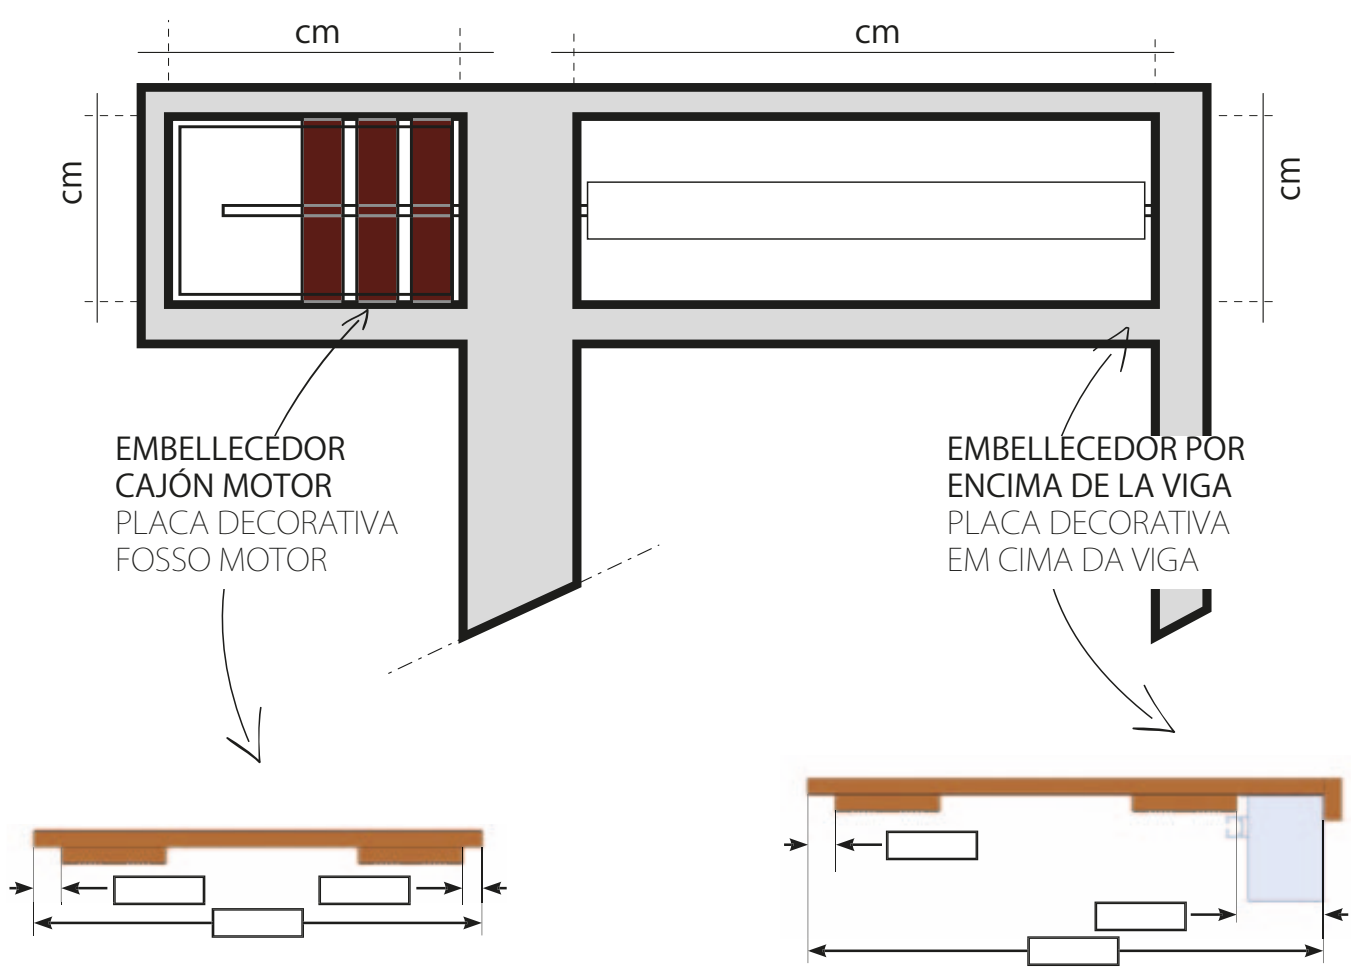 cm
cm
cm
cm
EMBELLECEDOR
CAJÓN MOTOR
PLACA DECORATIVA
FOSSO MOTOR
EMBELLECEDOR POR
ENCIMA DE LA VIGA
PLACA DECORATIVA
EM CIMA DA VIGA